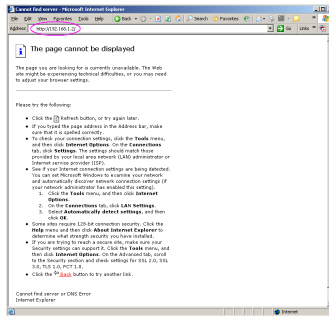 Cannot find server - Microsoft Internet Explorer
File Edit View Favorites Tools Help Back Search Favorites
Address http://192.168.1.2/ Go Links
The page cannot be displayed
The page you are looking for is currently unavailable. The Web
site might be experiencing technical difficulties, or you may need
to adjust your browser settings.
Please try the following:
Click the Refresh button, or try again later.
If you typed the page address in the Address bar, make
sure that it is spelled correctly.
To check your connection settings, click the Tools menu,
and then click Internet Options. On the Connections
tab, click Settings. The settings should match those
provided by your local area network (LAN) administrator or
Internet service provider (ISP).
See if your Internet connection settings are being detected.
You can set Microsoft Windows to examine your network
and automatically discover network connection settings (if
your network administrator has enabled this setting).
1. Click the Tools menu, and then click Internet
Options.
2. On the Connections tab, click LAN Settings.
3. Select Automatically detect settings, and then
click OK.
Some sites require 128-bit connection security. Click the
Help menu and then click About Internet Explorer to
determine what strength security you have installed.
If you are trying to reach a secure site, make sure your
Security settings can support it. Click the Tools menu, and
then click Internet Options. On the Advanced tab, scroll
to the Security section and check settings for SSL 2.0, SSL
3.0, TLS 1.0, PCT 1.0.
Click the Back button to try another link.
Cannot find server or DNS Error
Internet Explorer
Internet